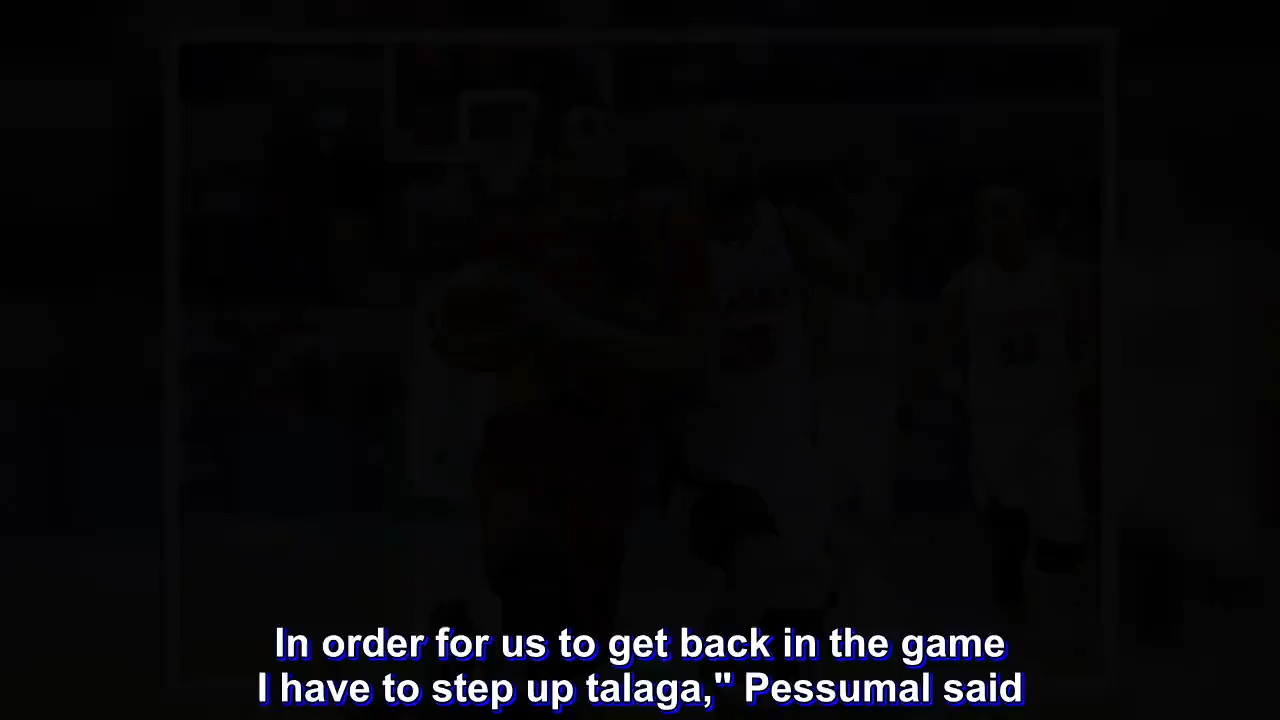 In order for us to get back in the game
I have to step up talaga," Pessumal said